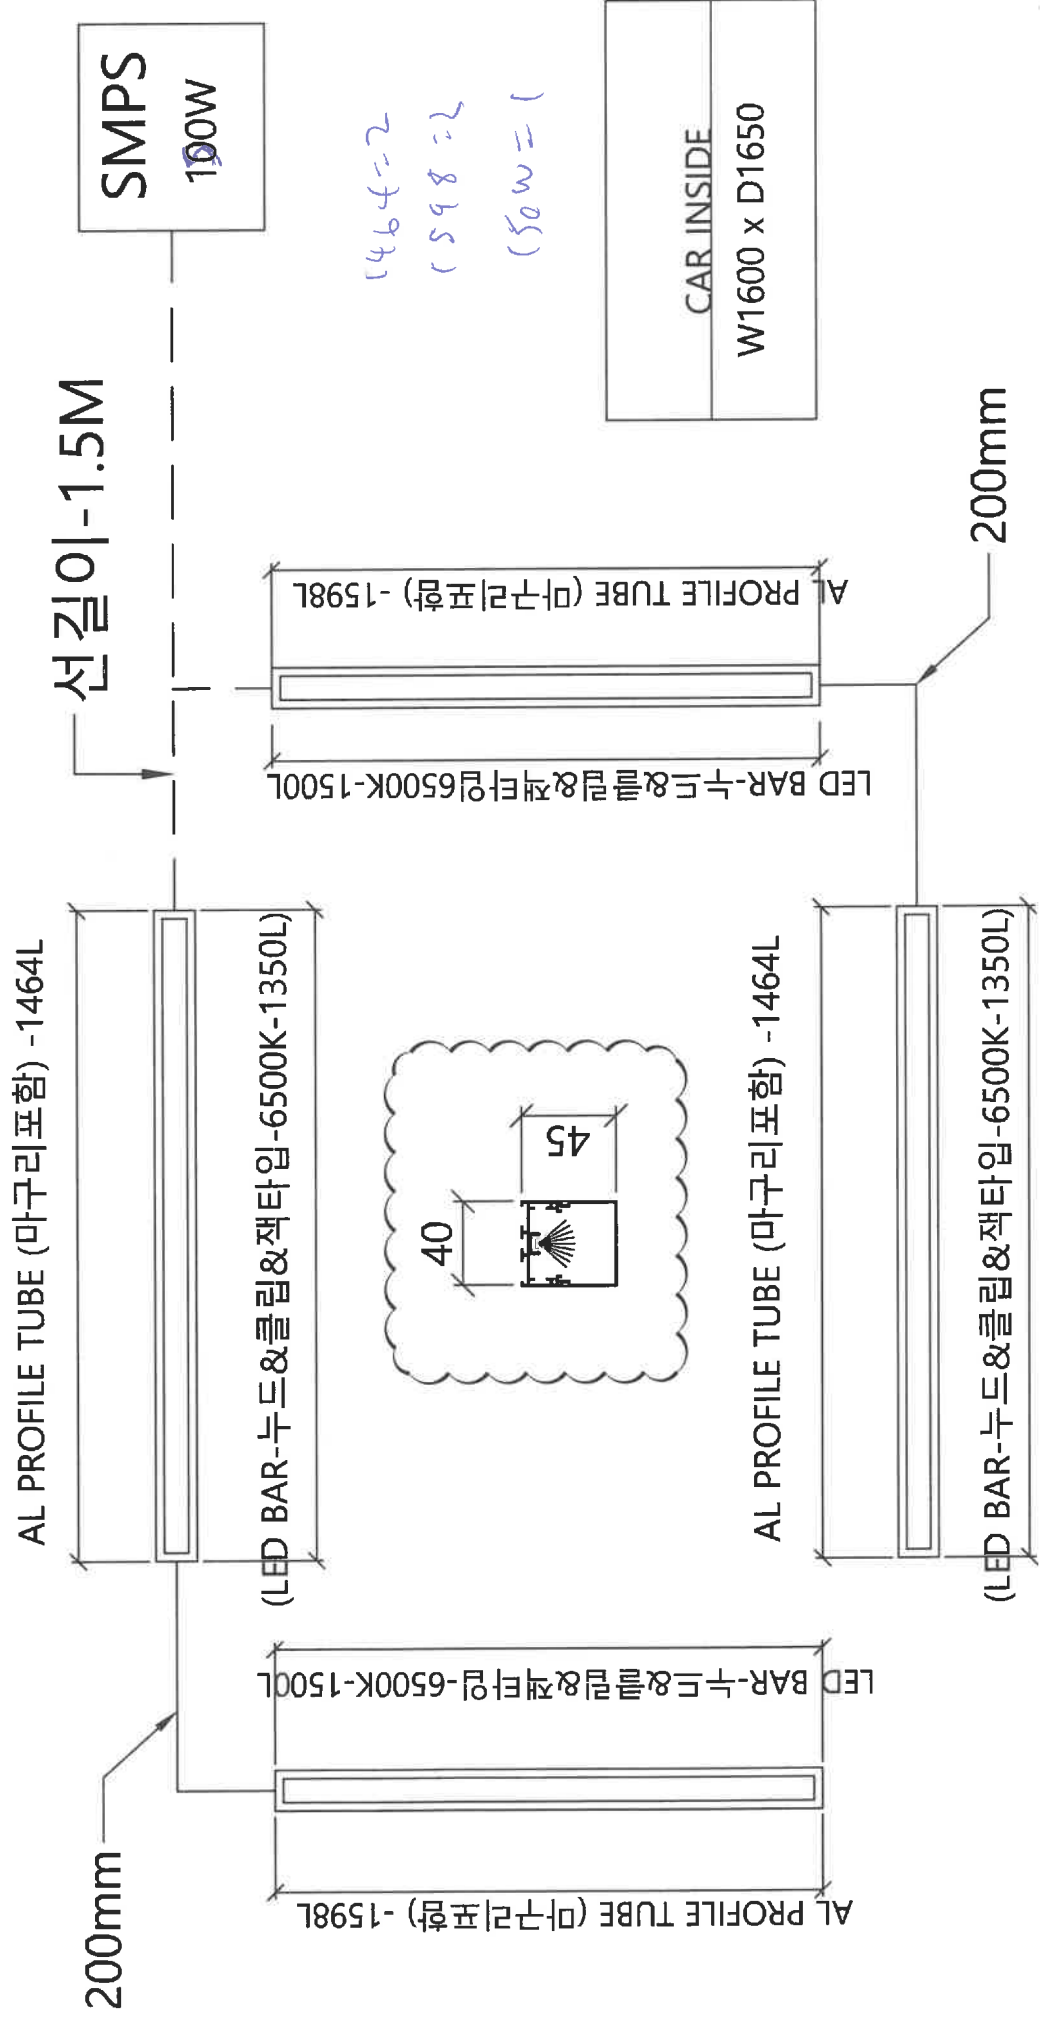 AL PROFILE TUBE (마구리포함) -1464L
선길이-1.5M
SMPS
100W
200mm
(LED BAR-누드&클립&잭타입-6500K-1350L)
1464=2
1598=2
150W=1
AL PROFILE TUBE (마구리포함) -1598L
LED BAR-누드&클립&잭타입-6500K-1500L
40
45
LED BAR-누드&클립&잭타입6500K-1500L
AL PROFILE TUBE (마구리포함) -1598L
CAR INSIDE
W1600 x D1650
AL PROFILE TUBE (마구리포함) -1464L
(LED BAR-누드&클립&잭타입-6500K-1350L)
200mm